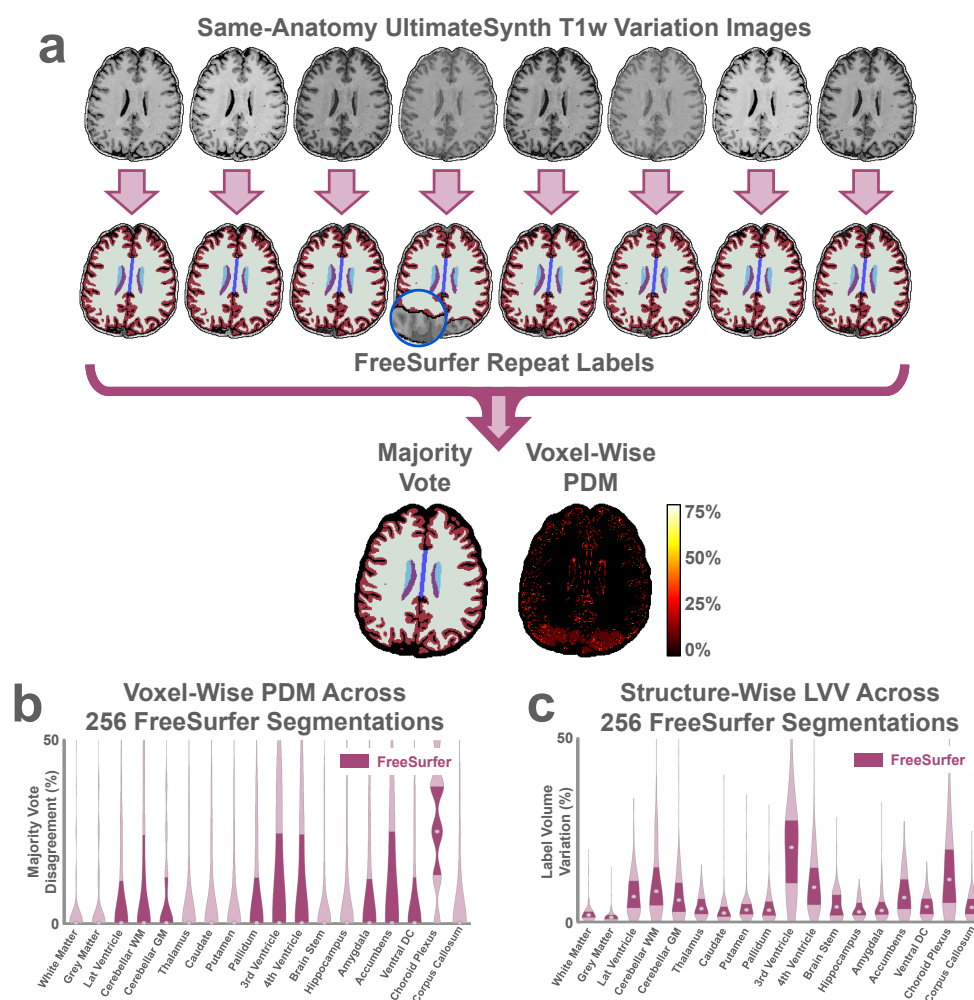 a
Same-Anatomy UltimateSynth T1w Variation Images
FreeSurfer Repeat Labels
Majority
Vote
Voxel-Wise
PDM
75%
50%
25%
0%
b
Voxel-Wise PDM Across
256 FreeSurfer Segmentations
50
0
Majority Vote
Disagreement (%)
FreeSurfer
White Matter
Grey Matter
Lat Ventricle
Cerebellar WM
Cerebellar GM
Thalamus
Caudate
Putamen
Pallidum
3rd Ventricle
4th Ventricle
Brain Stem
Hippocampus
Amygdala
Accumbens
Ventral DC
Choroid Plexus
Corpus Callosum
c
Structure-Wise LVV Across
256 FreeSurfer Segmentations
50
0
Label Volume
Variation (%)
FreeSurfer
White Matter
Grey Matter
Lat Ventricle
Cerebellar WM
Cerebellar GM
Thalamus
Caudate
Putamen
Pallidum
3rd Ventricle
4th Ventricle
Brain Stem
Hippocampus
Amygdala
Accumbens
Ventral DC
Choroid Plexus
Corpus Callosum